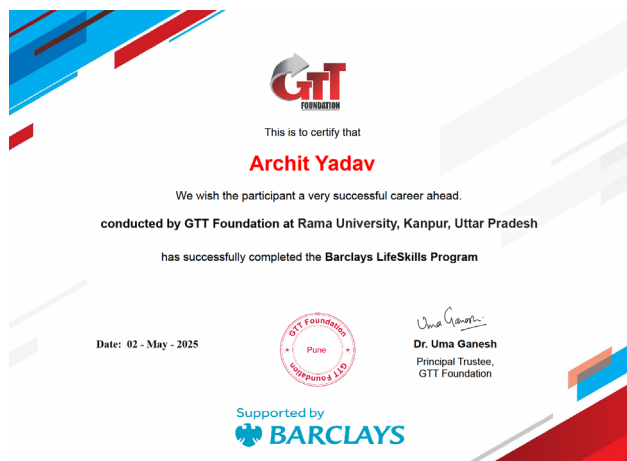 GTT
FOUNDATION
This is to certify that
Archit Yadav
We wish the participant a very successful career ahead.
conducted by GTT Foundation at Rama University, Kanpur, Uttar Pradesh
has successfully completed the Barclays LifeSkills Program
Date: 02 - May - 2025
GTT Foundation
Pune
GTT Foundation
Uma Ganesh.
Dr. Uma Ganesh
Principal Trustee,
GTT Foundation
Supported by
BARCLAYS